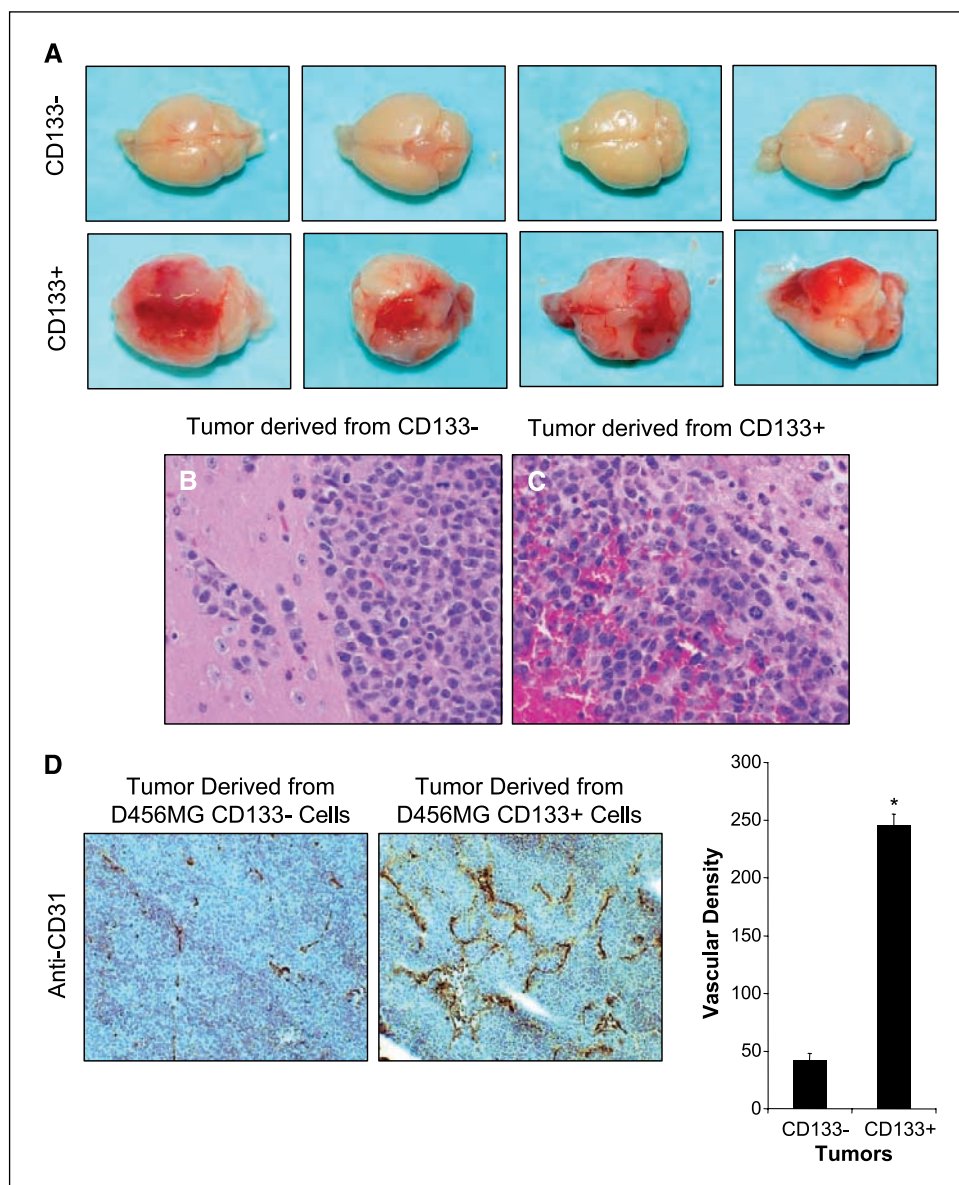 A
CD133-
CD133+
Tumor derived from CD133-
Tumor derived from CD133+
B
C
D
Tumor Derived from
D456MG CD133- Cells
Tumor Derived from
D456MG CD133+ Cells
Anti-CD31
300
250
200
150
100
50
0
*
Vascular Density
CD133- CD133+
Tumors